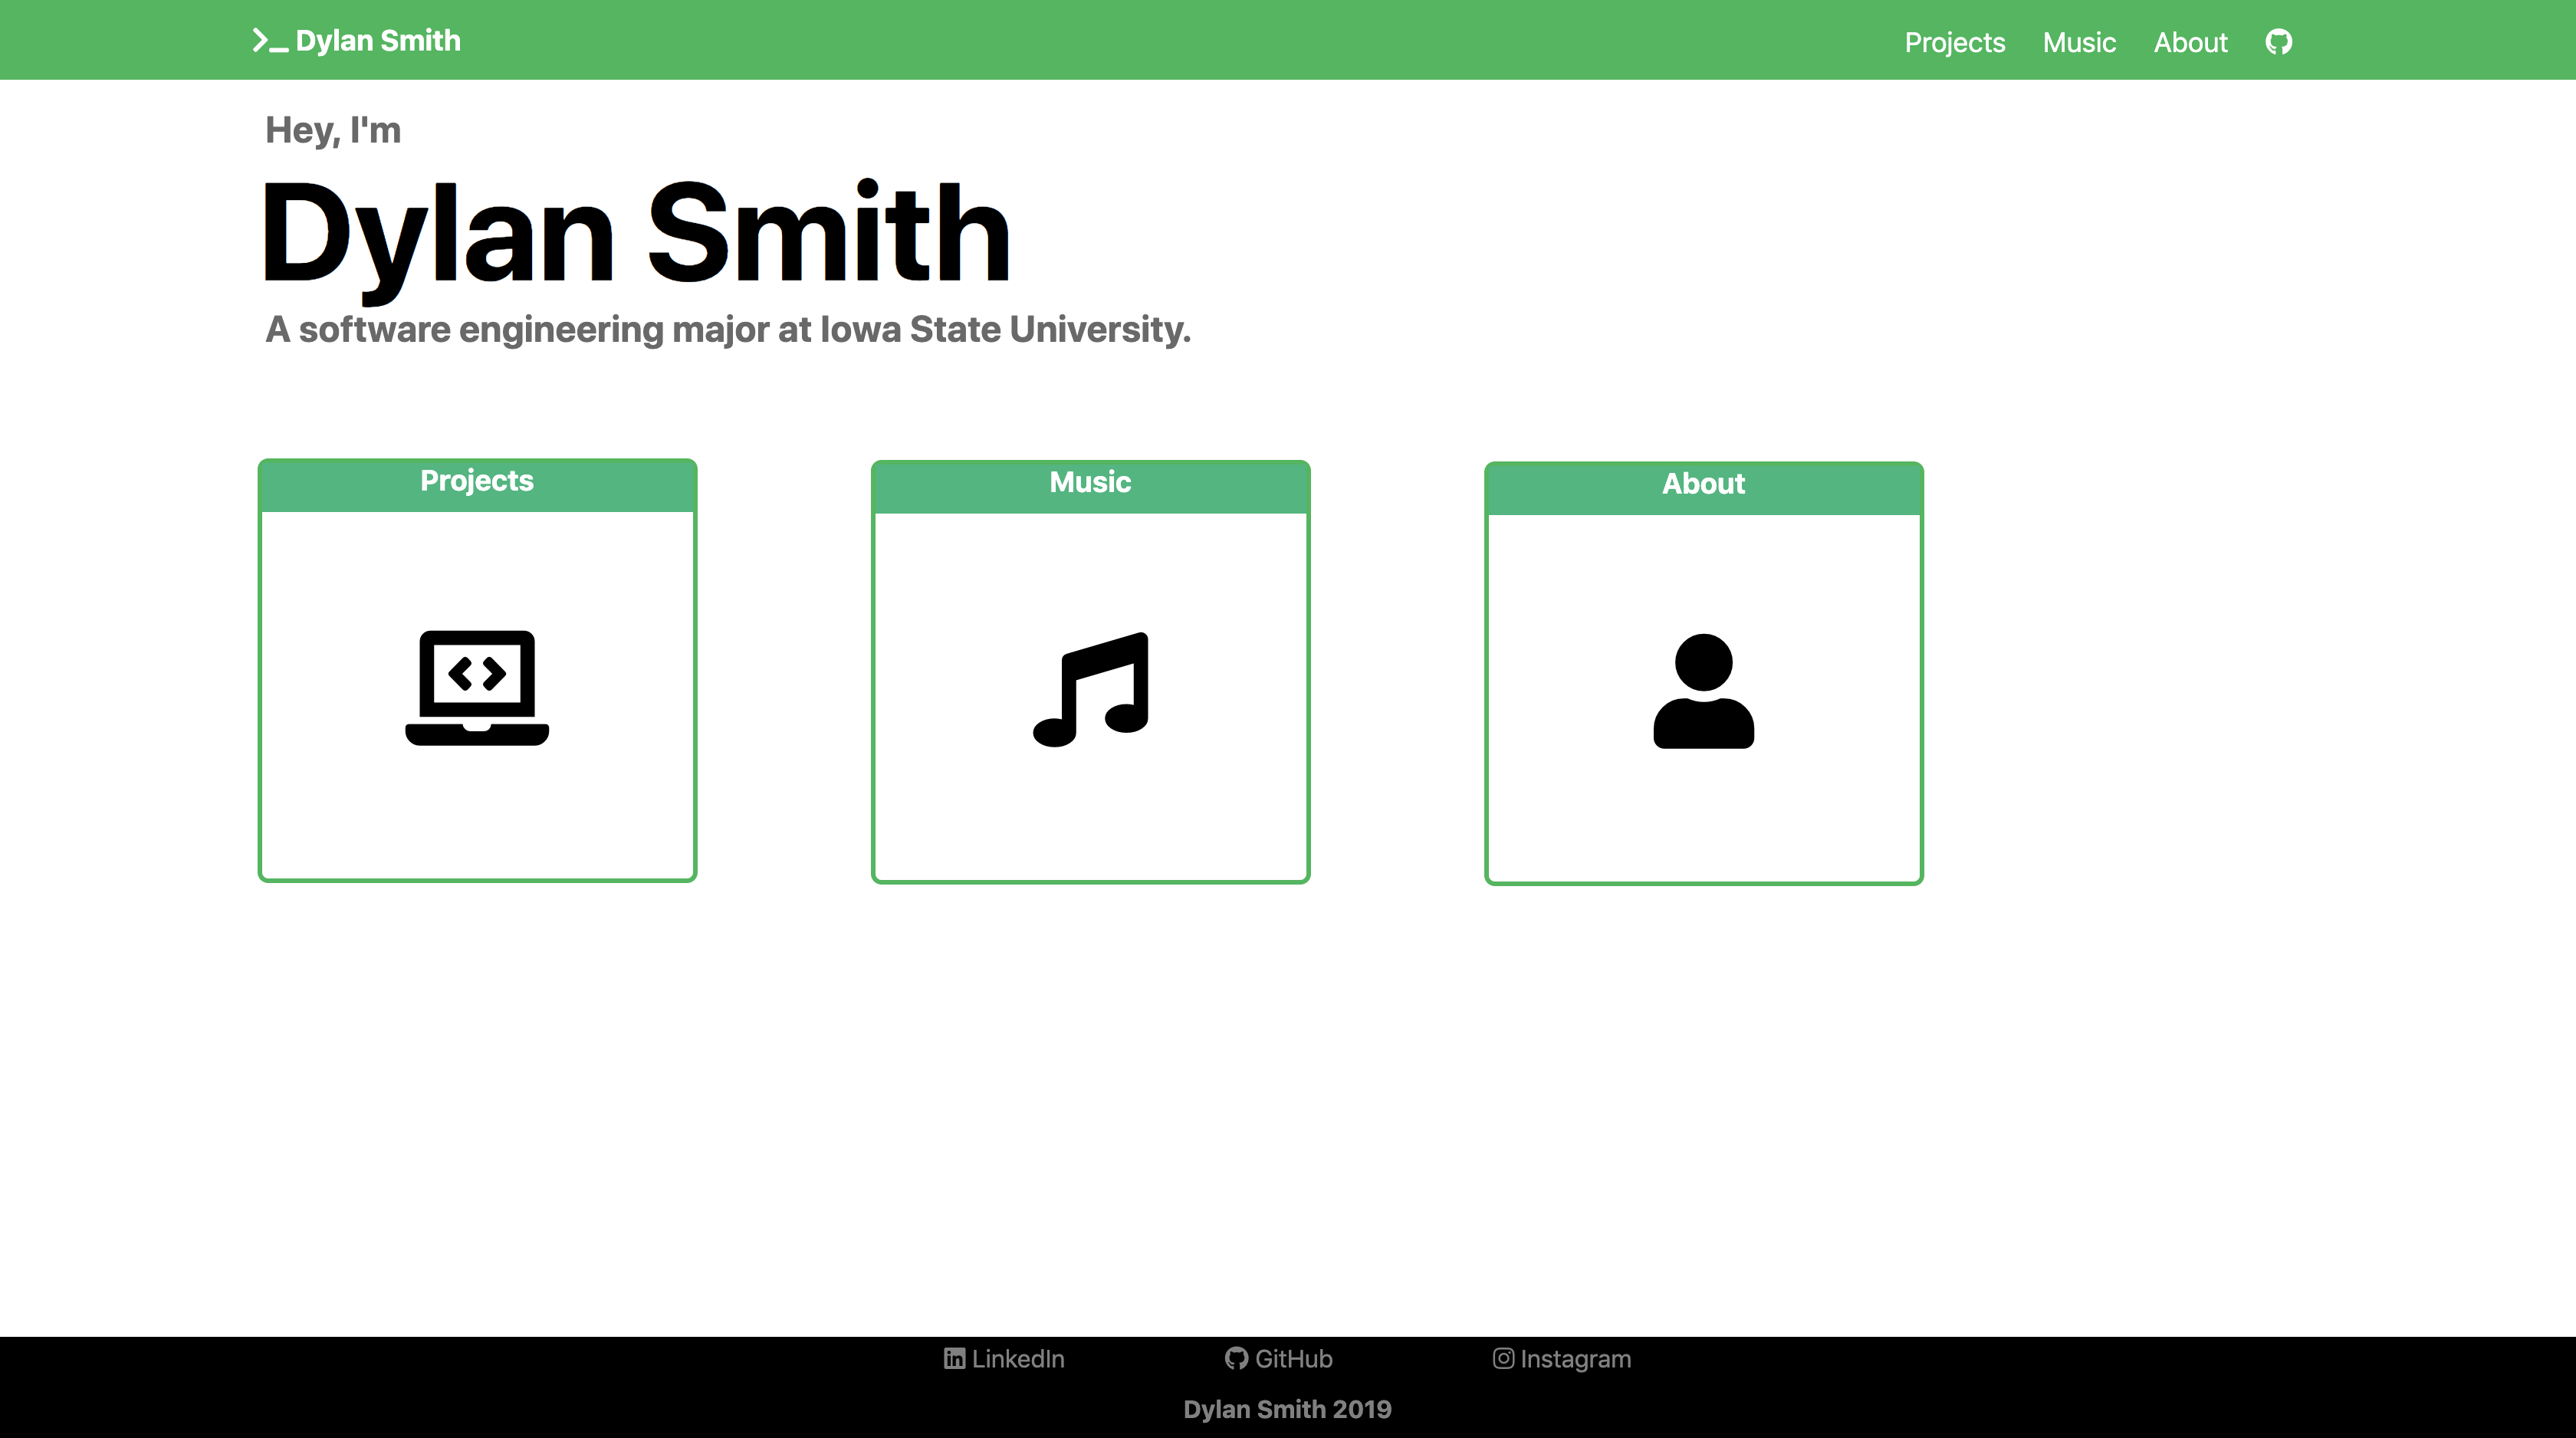 Dylan Smith
Projects Music About
Hey, I'm
Dylan Smith
A software engineering major at Iowa State University.
Projects
Music
About
LinkedIn GitHub Instagram
Dylan Smith 2019